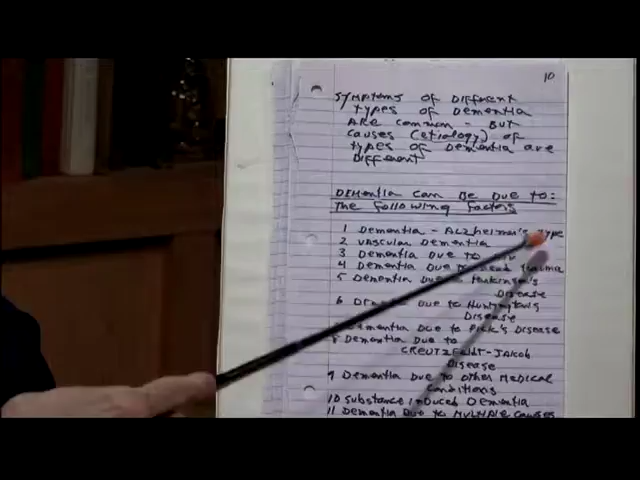 10
Symptoms of Diffrent
types of Dementia
are common - But
causes (etiology) of
types of Dementia are
Different
Dementia can Be Due to:
the following factors
1 Dementia - Alzheimer's type
2 Vascular Dementia
3 Dementia Due to
4 Dementia Due to Head trauma
5 Dementia Due Parkinson's
Disease
6 Due to
Disease
Dementia Due to Pick's Disease
8 Dementia Due to
Creutzfeldt-Jakob
Disease
9 Dementia Due to other Medical
Conditions
10 Substance induced Dementia
11 Dementia Due to Multiple causes